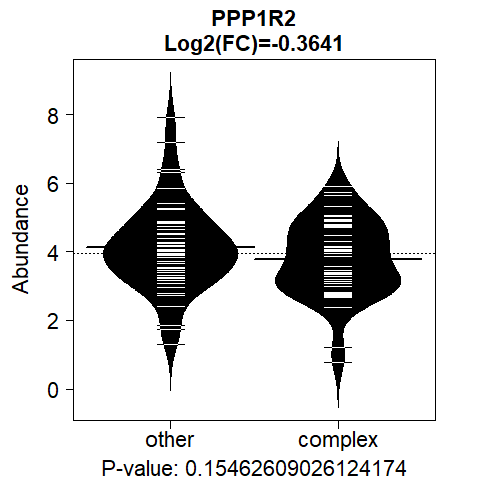 PPP1R2
Log2(FC)=-0.3641
Abundance
8
6
4
2
0
other complex
P-value: 0.15462609026124174